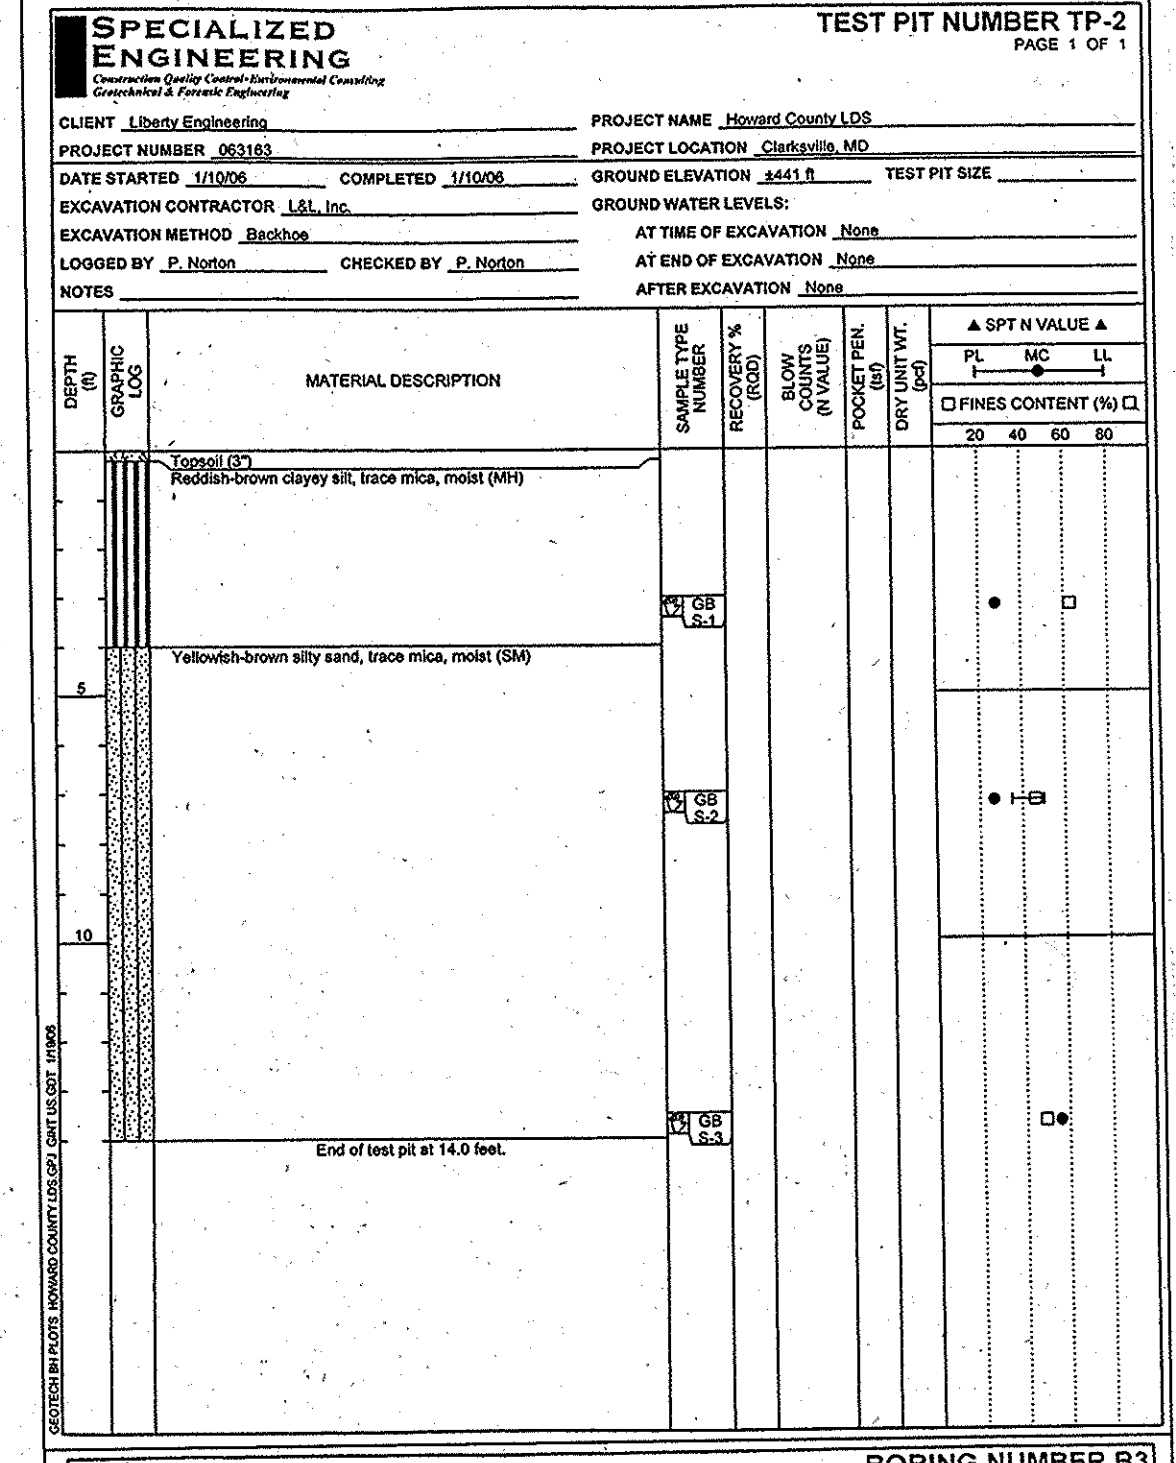 SPECIALIZED
ENGINEERING
Construction Quality Control•Environmental Consulting
Geotechnical & Forensic Engineering
TEST PIT NUMBER TP-2
PAGE 1 OF 1
CLIENT Liberty Engineering
PROJECT NAME Howard County LDS
PROJECT NUMBER 063163
PROJECT LOCATION Clarksville, MD
DATE STARTED 1/10/06 COMPLETED 1/10/06
GROUND ELEVATION ±441 ft TEST PIT SIZE
EXCAVATION CONTRACTOR L&L, Inc.
GROUND WATER LEVELS:
EXCAVATION METHOD Backhoe
AT TIME OF EXCAVATION None
LOGGED BY P. Norton CHECKED BY P. Norton
AT END OF EXCAVATION None
NOTES
AFTER EXCAVATION None
DEPTH
(ft)
GRAPHIC
LOG
MATERIAL DESCRIPTION
SAMPLE TYPE
NUMBER
RECOVERY %
(RQD)
BLOW
COUNTS
(N VALUE)
POCKET PEN.
(tsf)
DRY UNIT WT.
(pcf)
▲ SPT N VALUE ▲
PL MC LL
□ FINES CONTENT (%) □
20 40 60 80
Topsoil (3")
Reddish-brown clayey silt, trace mica, moist (MH)
GB
S-1
Yellowish-brown silty sand, trace mica, moist (SM)
5
GB
S-2
10
GB
S-3
End of test pit at 14.0 feet.
GEOTECH BH PLOTS HOWARD COUNTY LDS.GPJ GINT US.GDT 1/19/06
BORING NUMBER B3